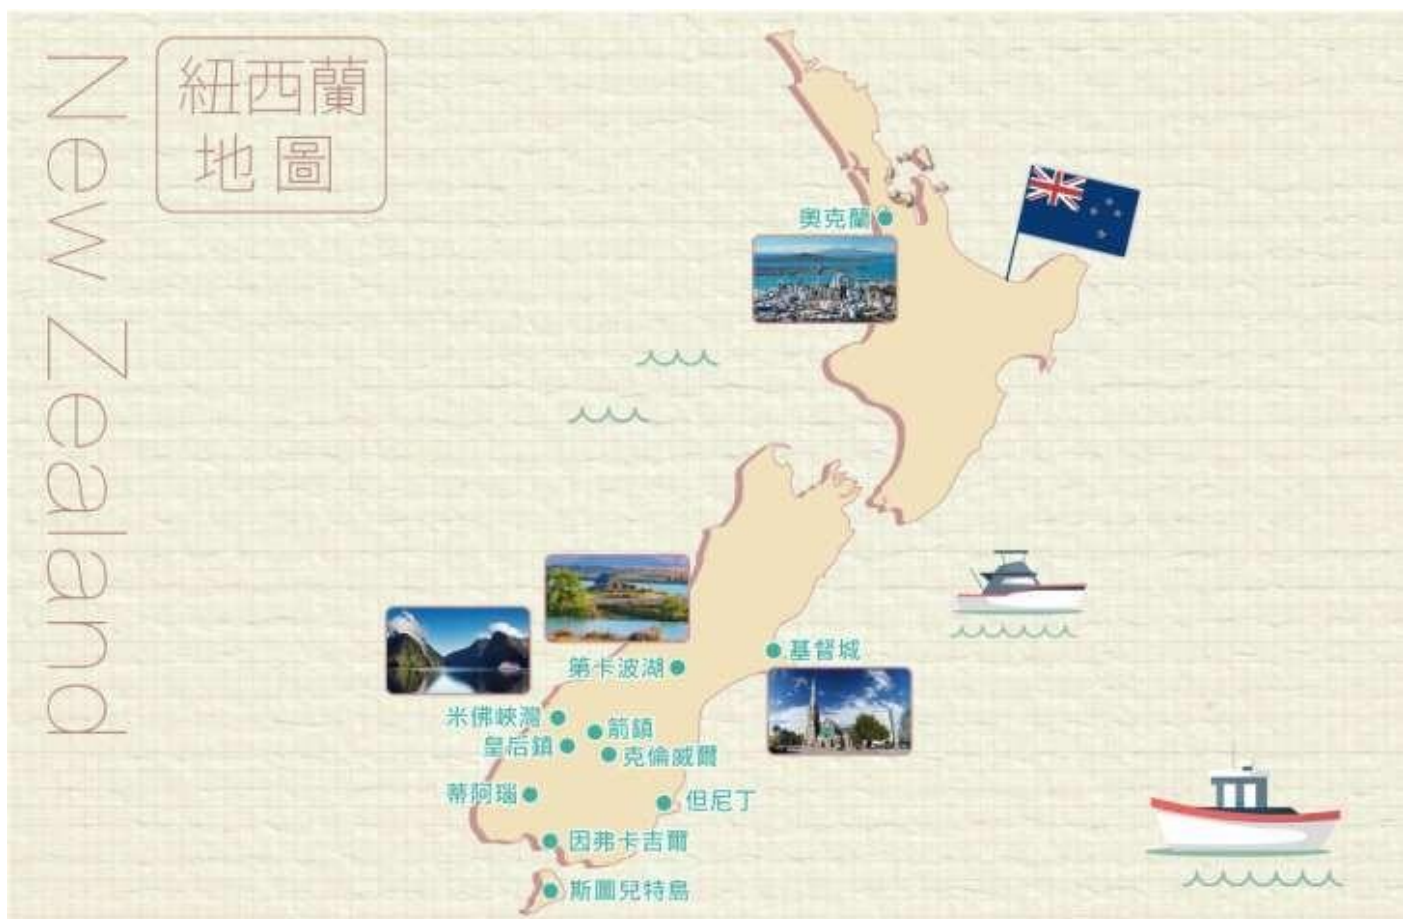 New Zealand
紐西蘭
地圖
奧克蘭
基督城
第卡波湖
米佛峽灣
箭鎮
皇后鎮
克倫威爾
蒂阿瑙
但尼丁
因弗卡吉爾
斯圖兒特島